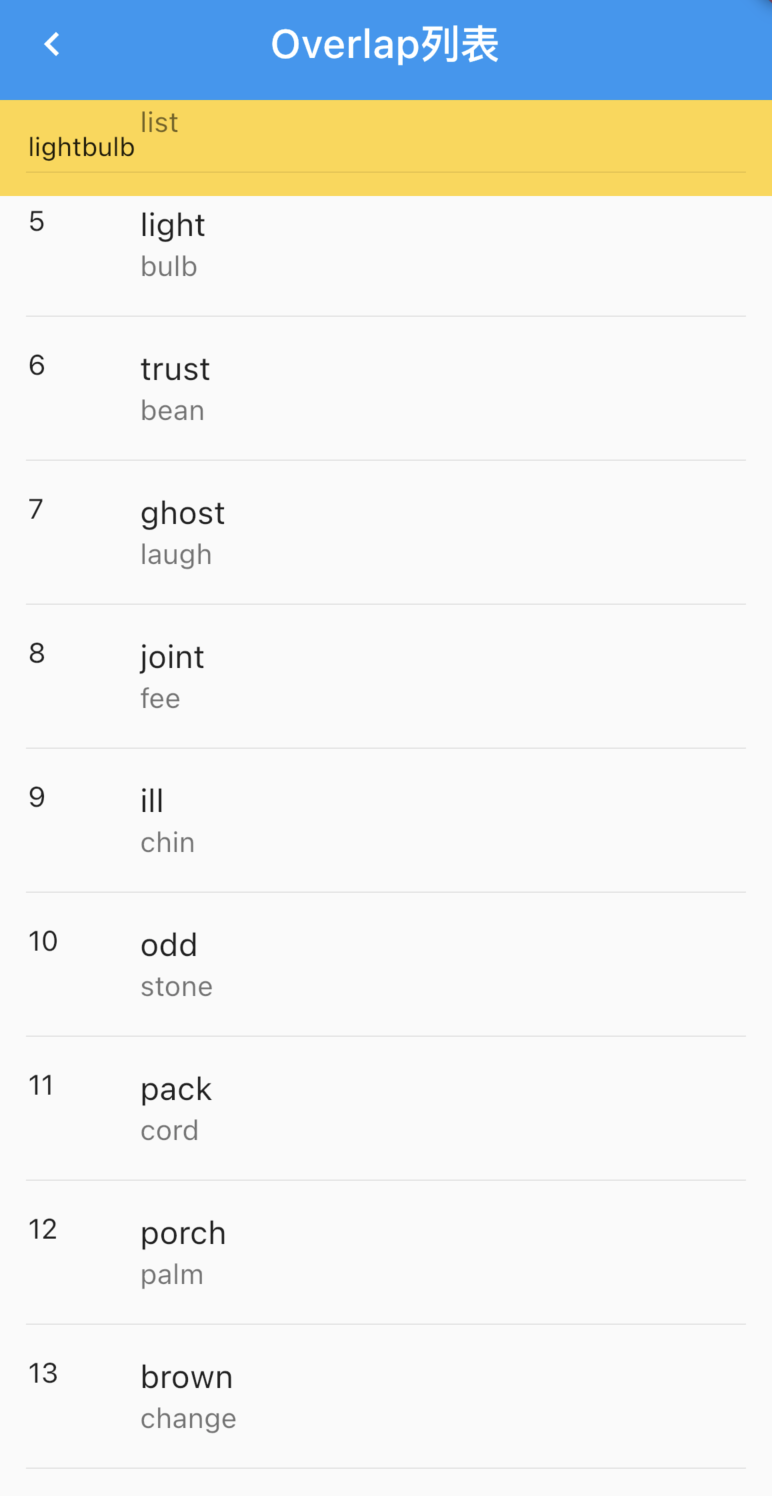 Overlap列表
list
lightbulb
5
light
bulb
6
trust
bean
7
ghost
laugh
8
joint
fee
9
ill
chin
10
odd
stone
11
pack
cord
12
porch
palm
13
brown
change